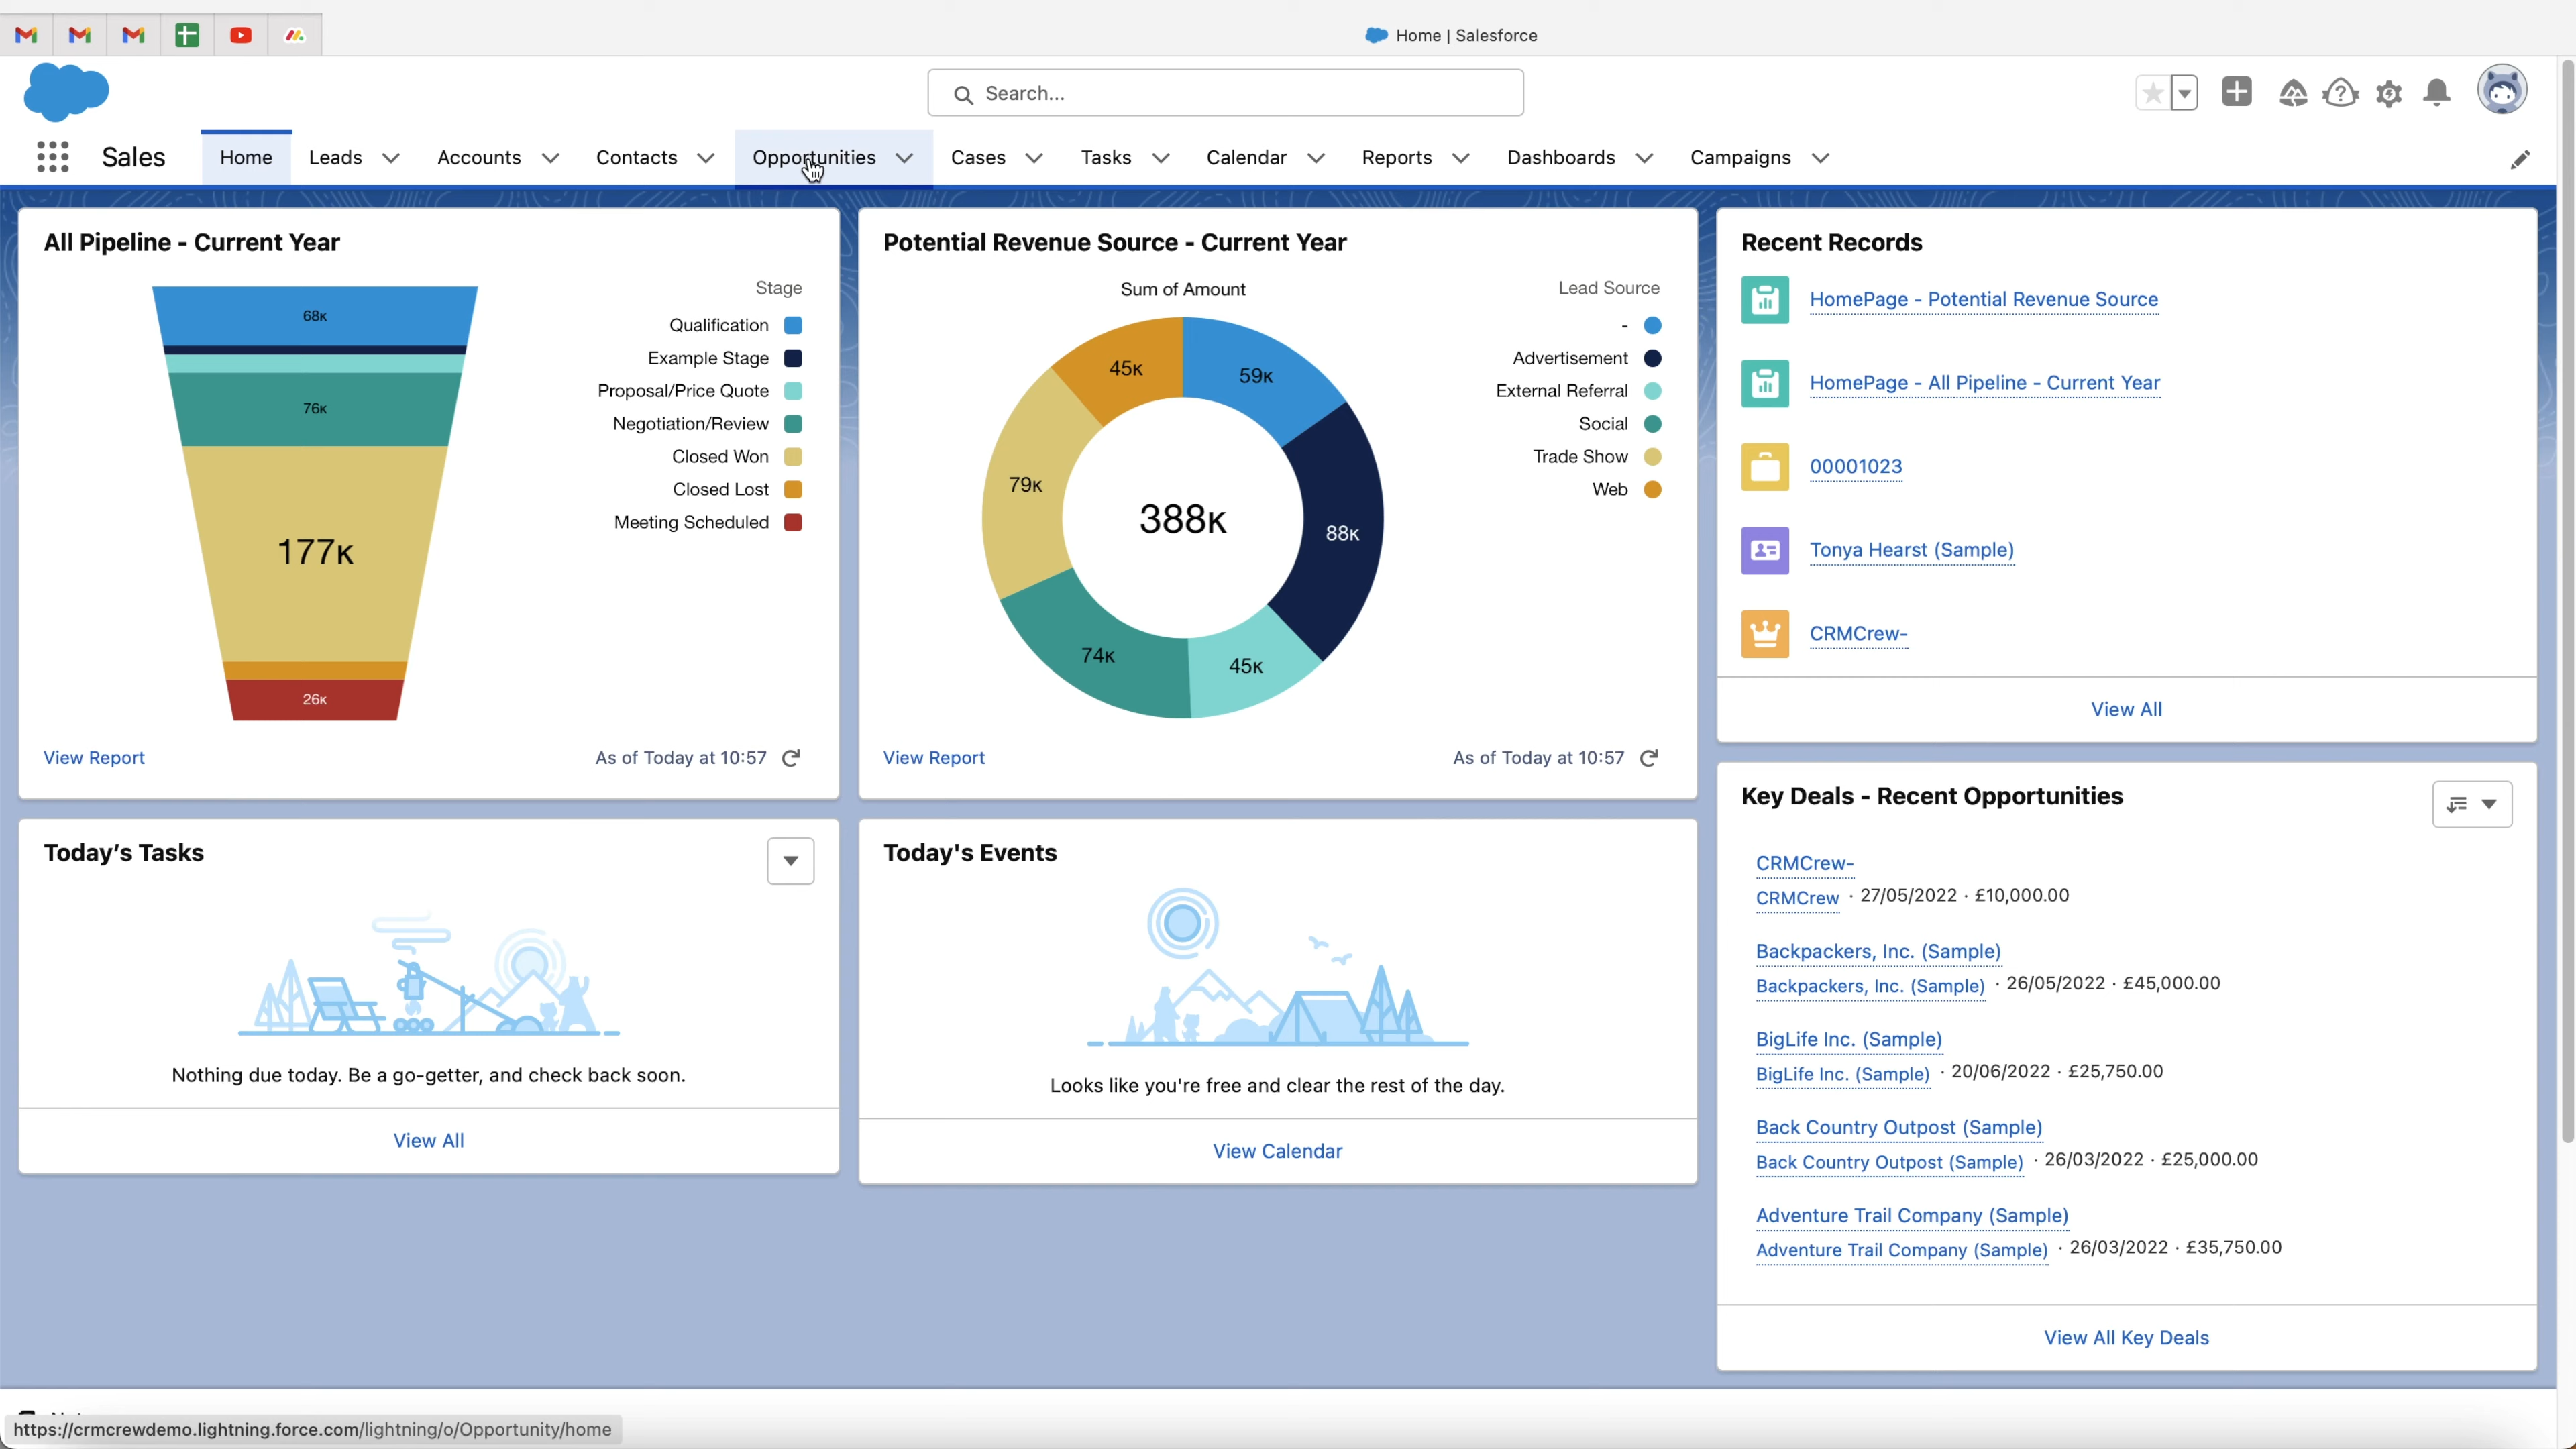 Home | Salesforce
Search...
Sales
Home
Leads
Accounts
Contacts
Opportunities
Cases
Tasks
Calendar
Reports
Dashboards
Campaigns
All Pipeline - Current Year
Stage
Qualification
Example Stage
Proposal/Price Quote
Negotiation/Review
Closed Won
Closed Lost
Meeting Scheduled
68K
76K
177K
26K
View Report
As of Today at 10:57
Potential Revenue Source - Current Year
Sum of Amount
Lead Source
-
Advertisement
External Referral
Social
Trade Show
Web
45K
59K
79K
388K
88K
74K
45K
View Report
As of Today at 10:57
Recent Records
HomePage - Potential Revenue Source
HomePage - All Pipeline - Current Year
00001023
Tonya Hearst (Sample)
CRMCrew-
View All
Today's Tasks
Nothing due today. Be a go-getter, and check back soon.
View All
Today's Events
Looks like you're free and clear the rest of the day.
View Calendar
Key Deals - Recent Opportunities
CRMCrew-
CRMCrew · 27/05/2022 · £10,000.00
Backpackers, Inc. (Sample)
Backpackers, Inc. (Sample) · 26/05/2022 · £45,000.00
BigLife Inc. (Sample)
BigLife Inc. (Sample) · 20/06/2022 · £25,750.00
Back Country Outpost (Sample)
Back Country Outpost (Sample) · 26/03/2022 · £25,000.00
Adventure Trail Company (Sample)
Adventure Trail Company (Sample) · 26/03/2022 · £35,750.00
View All Key Deals
https://crmcrewdemo.lightning.force.com/lightning/o/Opportunity/home